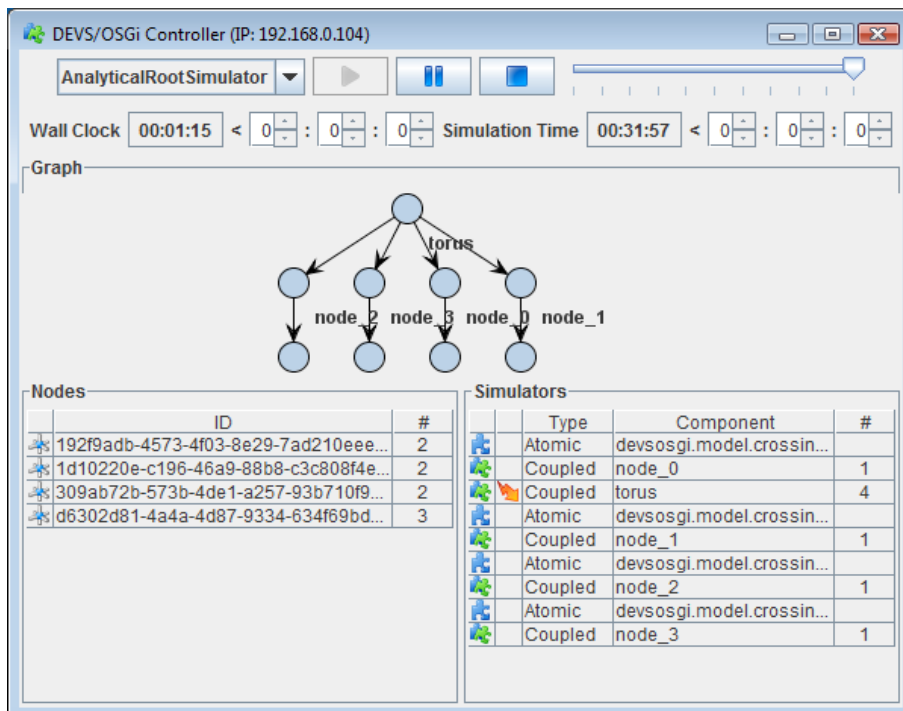 DEVS/OSGi Controller (IP: 192.168.0.104)
AnalyticalRootSimulator
Wall Clock 00:01:15 < 0 : 0 : 0 Simulation Time 00:31:57 < 0 : 0 : 0
Graph
torus
node_2 node_3 node_0 node_1
Nodes
ID #
192f9adb-4573-4f03-8e29-7ad210eee... 2
1d10220e-c196-46a9-88b8-c3c808f4e... 2
309ab72b-573b-4de1-a257-93b710f9... 2
d6302d81-4a4a-4d87-9334-634f69bd... 3
Simulators
Type Component #
Atomic devsosgi.model.crossin...
Coupled node_0 1
Coupled torus 4
Atomic devsosgi.model.crossin...
Coupled node_1 1
Atomic devsosgi.model.crossin...
Coupled node_2 1
Atomic devsosgi.model.crossin...
Coupled node_3 1